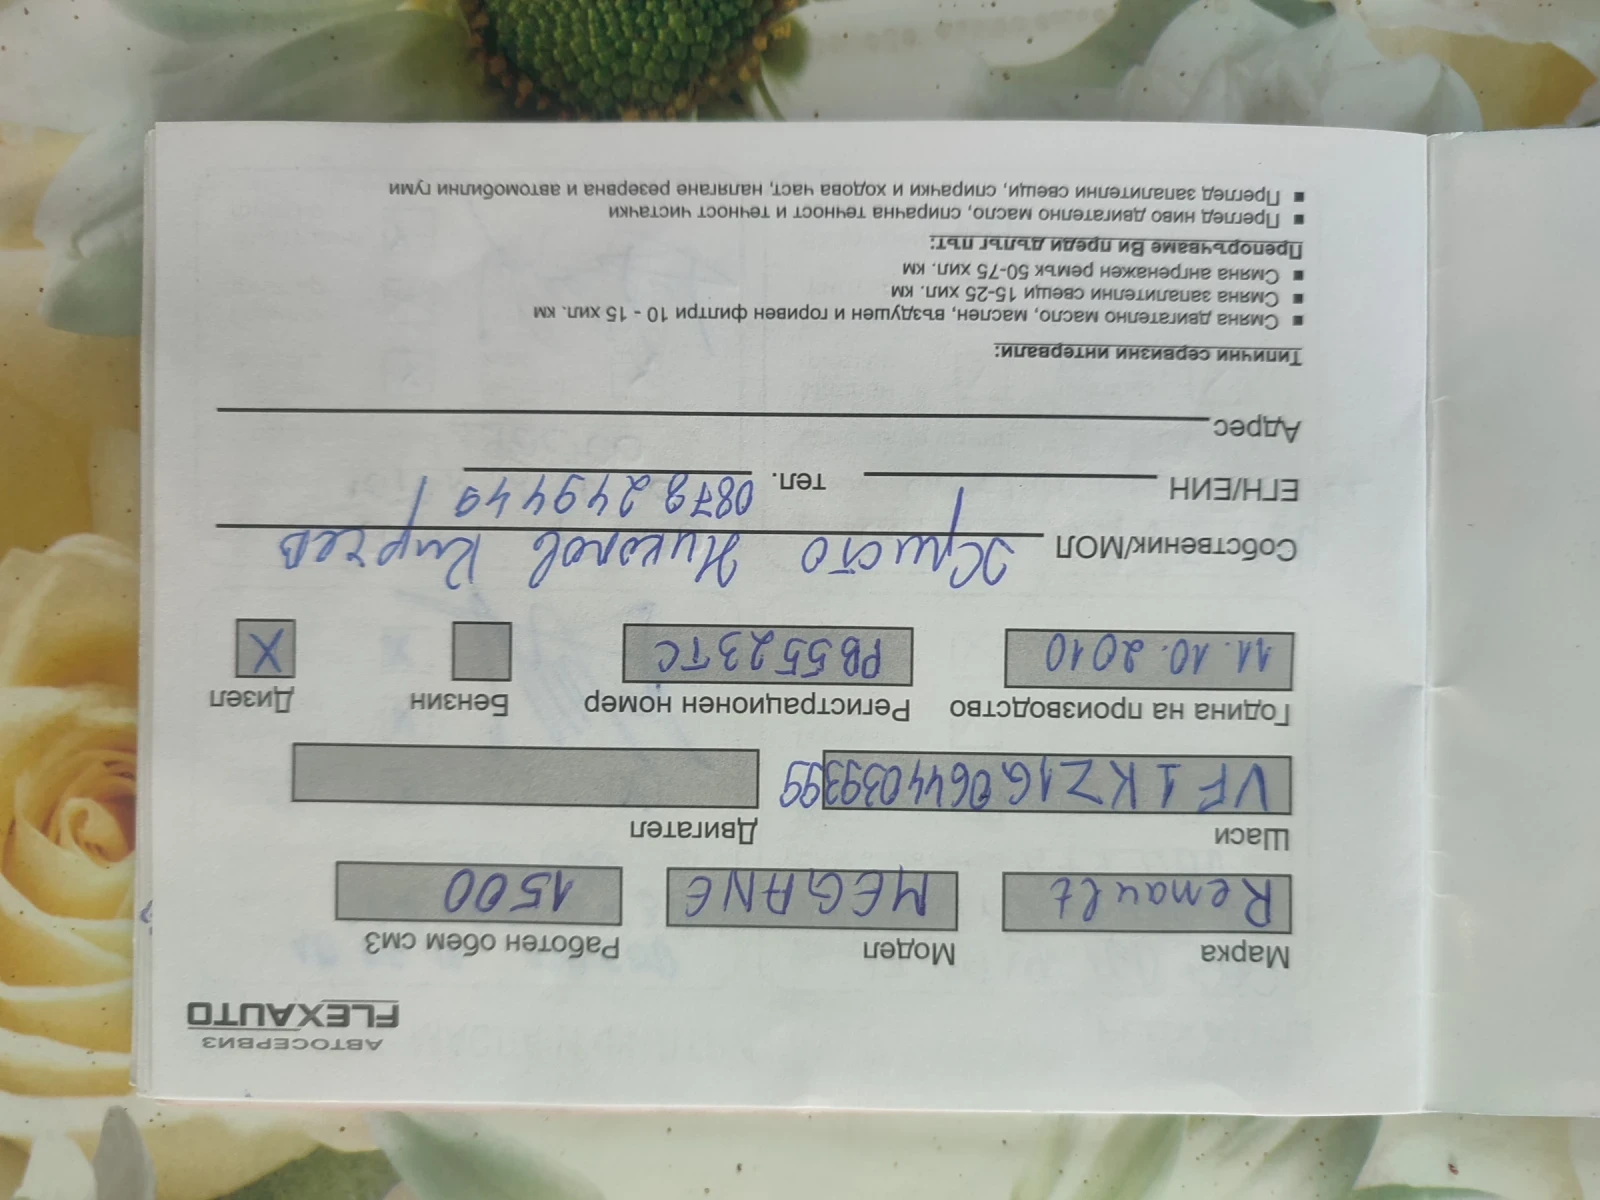 АВТОСЕРВИЗ
FLEXAUTO
Марка Модел Работен обем см3
Renault MEGANE 1500
Шаси Двигател
VF1KZ1G0644039399
Година на производство Регистрационен номер Бензин Дизел
11.10.2010 PB5523TC X
Собственик/МОЛ Христо Николов Кирчев
ЕГН/ЕИН тел. 0878249449
Адрес
Типични сервизни интервали:
▪ Смяна двигателно масло, маслен, въздушен и горивен филтри 10 - 15 хил. км
▪ Смяна запалителни свещи 15-25 хил. км
▪ Смяна ангренажен ремък 50-75 хил. км
Препоръчваме Ви преди дълъг път:
▪ Преглед ниво двигателно масло, спирачна течност и течност чистачки
▪ Преглед запалителни свещи, спирачки и ходова част, налягане резервна и автомобилни гуми